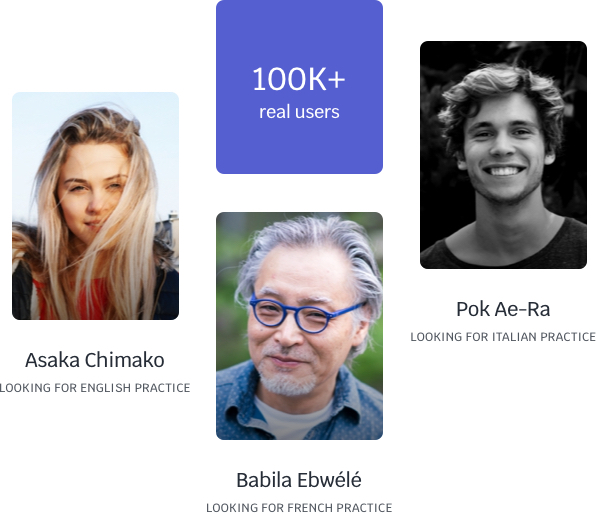 100K+
real users
Asaka Chimako
LOOKING FOR ENGLISH PRACTICE
Babila Ebwélé
LOOKING FOR FRENCH PRACTICE
Pok Ae-Ra
LOOKING FOR ITALIAN PRACTICE